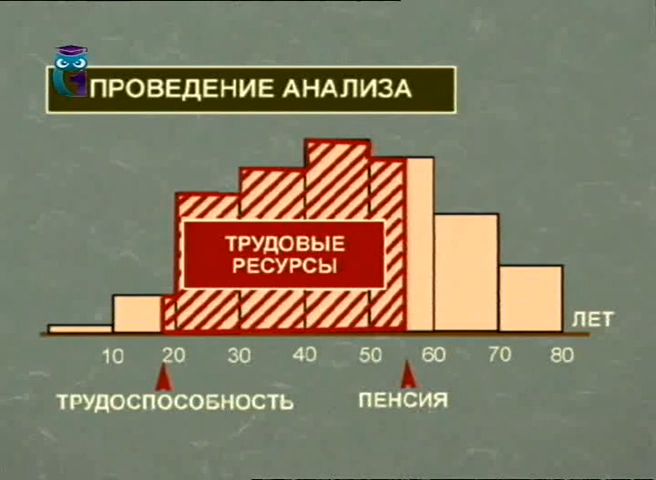 ПРОВЕДЕНИЕ АНАЛИЗА
ТРУДОВЫЕ
РЕСУРСЫ
ЛЕТ
10 20 30 40 50 60 70 80
ТРУДОСПОСОБНОСТЬ ПЕНСИЯ